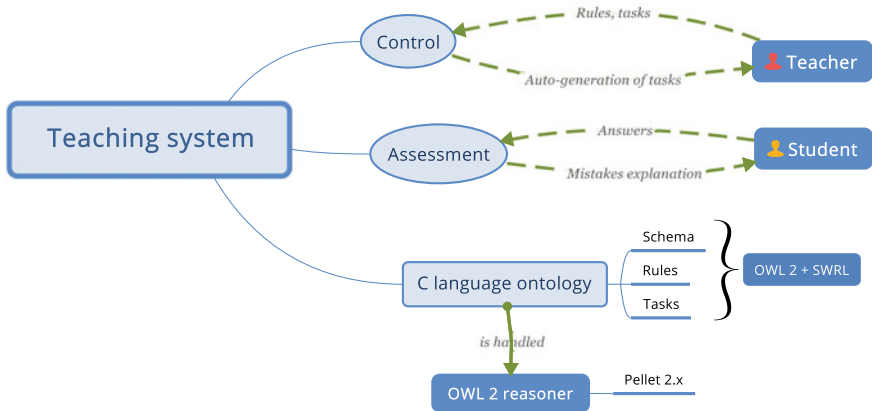 Rules, tasks
Control
Teacher
Auto-generation of tasks
Teaching system
Answers
Assessment
Student
Mistakes explanation
Schema
Rules
OWL 2 + SWRL
C language ontology
Tasks
is handled
Pellet 2.x
OWL 2 reasoner